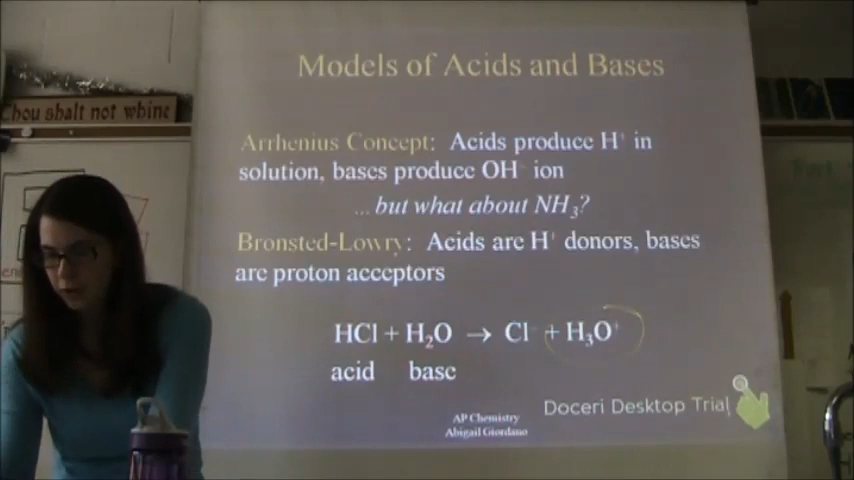 Models of Acids and Bases
Thou shalt not whine
Arrhenius Concept: Acids produce H⁺ in
solution, bases produce OH⁻ ion
... but what about NH₃?
Bronsted-Lowry: Acids are H⁺ donors, bases
are proton acceptors
HCl + H₂O → Cl⁻ + H₃O⁺
acid base
Doceri Desktop Trial
AP Chemistry
Abigail Giordano